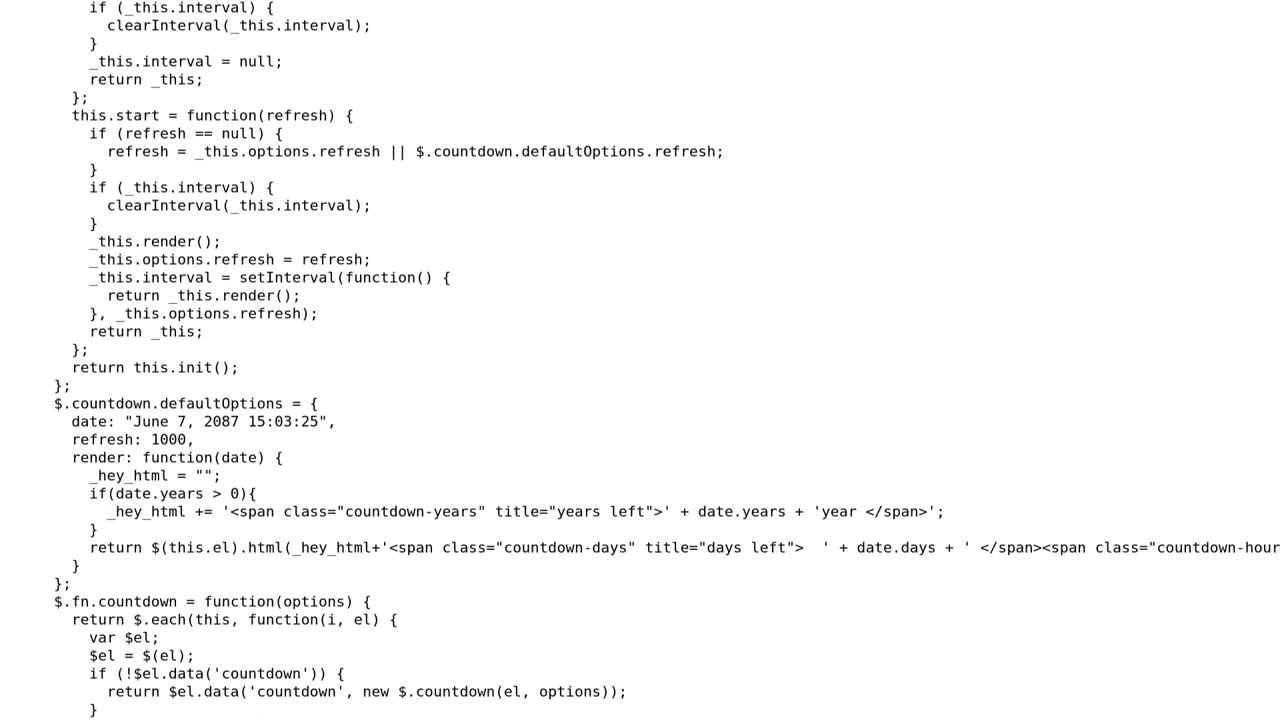 if (_this.interval) {
clearInterval(_this.interval);
}
_this.interval = null;
return _this;
};
this.start = function(refresh) {
if (refresh == null) {
refresh = _this.options.refresh || $.countdown.defaultOptions.refresh;
}
if (_this.interval) {
clearInterval(_this.interval);
}
_this.render();
_this.options.refresh = refresh;
_this.interval = setInterval(function() {
return _this.render();
}, _this.options.refresh);
return _this;
};
return this.init();
};
$.countdown.defaultOptions = {
date: "June 7, 2087 15:03:25",
refresh: 1000,
render: function(date) {
_hey_html = "";
if(date.years > 0){
_hey_html += '<span class="countdown-years" title="years left">' + date.years + 'year </span>';
}
return $(this.el).html(_hey_html+'<span class="countdown-days" title="days left">  ' + date.days + ' </span><span class="countdown-hour
}
};
$.fn.countdown = function(options) {
return $.each(this, function(i, el) {
var $el;
$el = $(el);
if (!$el.data('countdown')) {
return $el.data('countdown', new $.countdown(el, options));
}